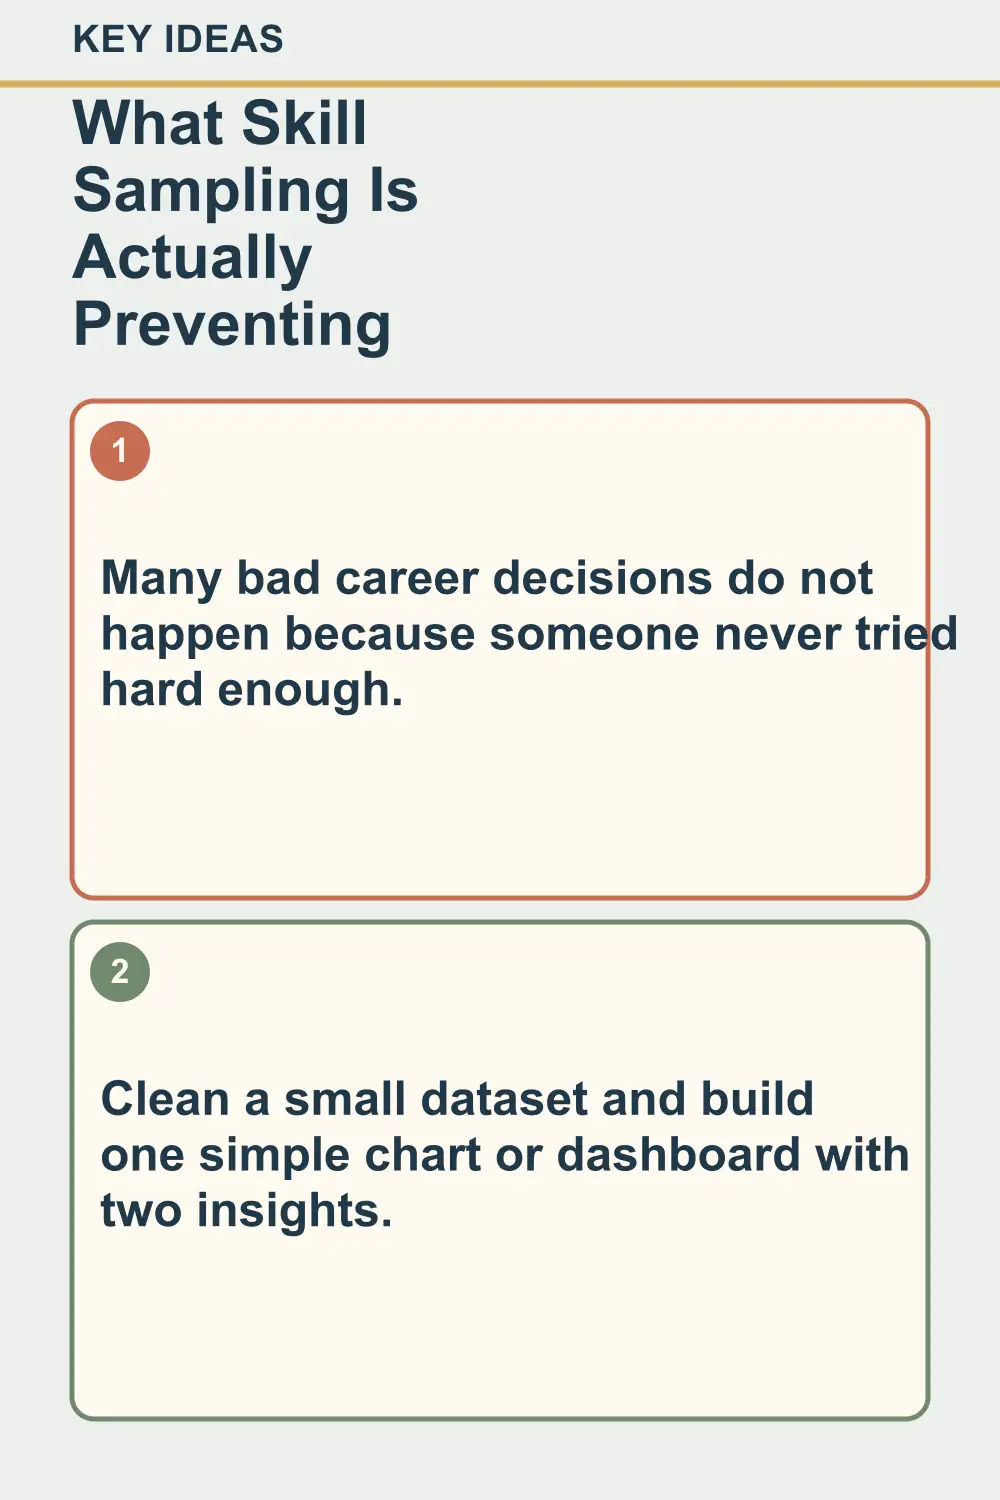 KEY IDEAS
What Skill
Sampling Is
Actually
Preventing
1
Many bad career decisions do not
happen because someone never tried
hard enough.
2
Clean a small dataset and build
one simple chart or dashboard with
two insights.